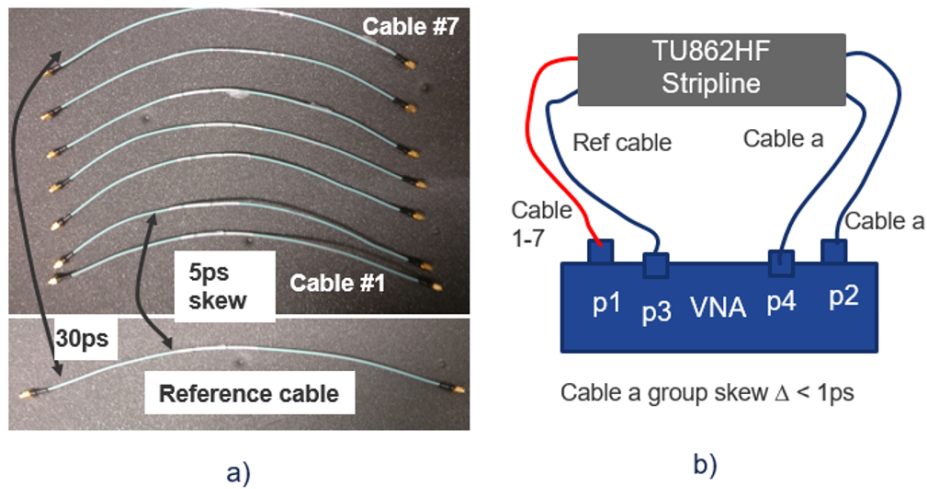 Cable #7
5ps
skew
Cable #1
30ps
Reference cable
a)
TU862HF
Stripline
Ref cable
Cable a
Cable
1-7
Cable a
p1
p3
VNA
p4
p2
Cable a group skew Δ < 1ps
b)